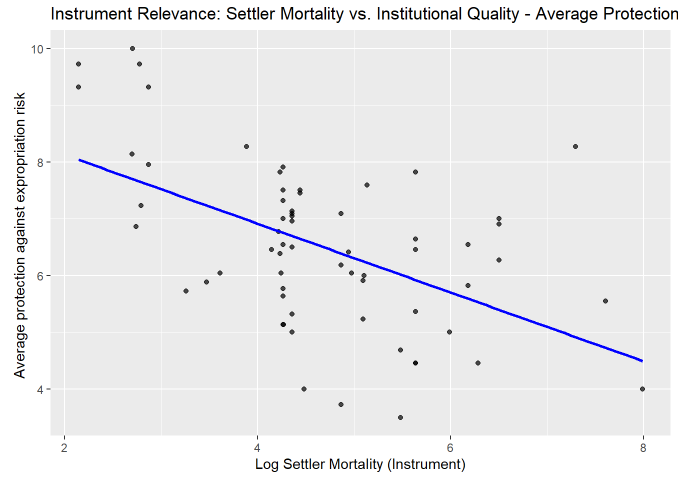 Instrument Relevance: Settler Mortality vs. Institutional Quality - Average Protection
10
8
6
4
Average protection against expropriation risk
2
4
6
8
Log Settler Mortality (Instrument)